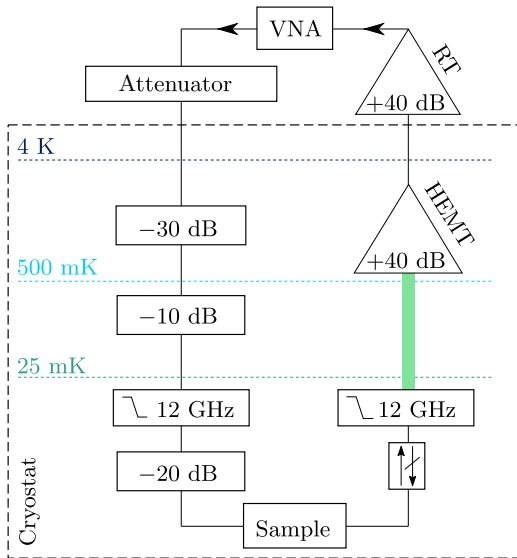 VNA
RT
Attenuator
+40 dB
4 K
−30 dB
HEMT
+40 dB
500 mK
−10 dB
25 mK
12 GHz
12 GHz
−20 dB
Cryostat
Sample